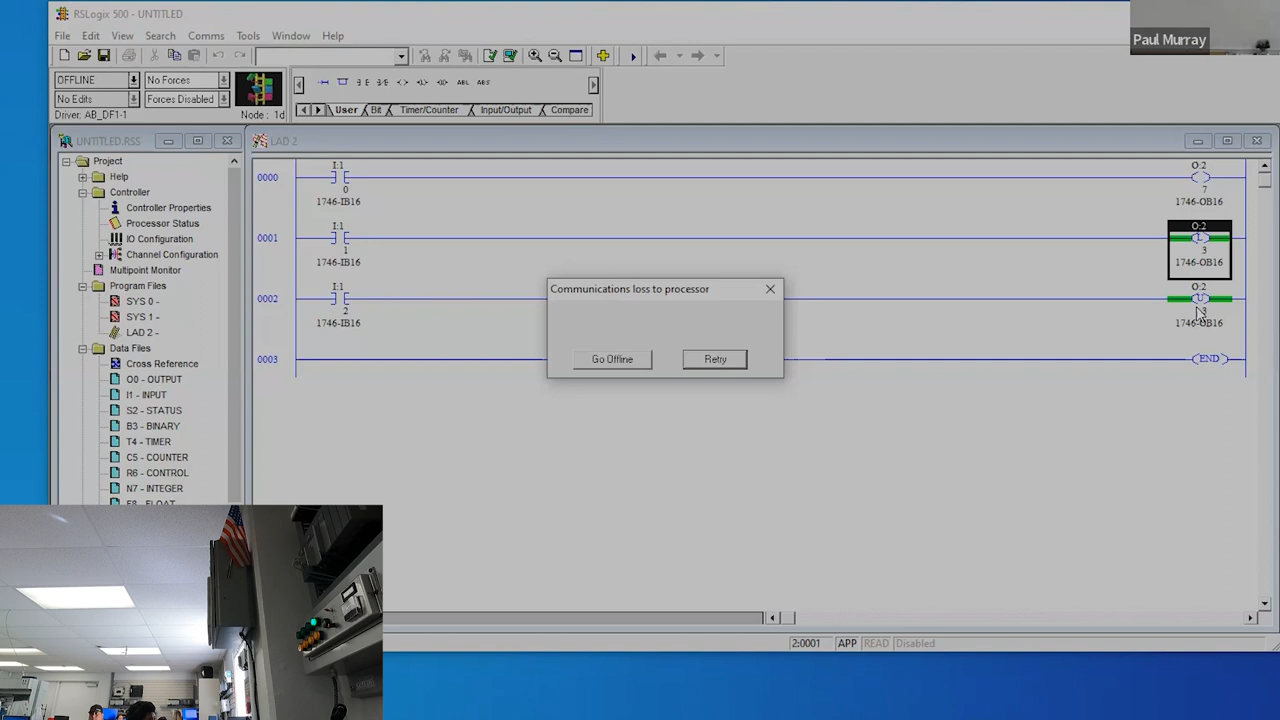 RSLogix 500 - UNTITLED
Paul Murray
File Edit View Search Comms Tools Window Help
OFFLINE No Forces
No Edits Forces Disabled
Driver: AB_DF1-1 Node: 1d
ABL ABS
User Bit Timer/Counter Input/Output Compare
UNTITLED.RSS
LAD 2
Project
Help
Controller
Controller Properties
Processor Status
IO Configuration
Channel Configuration
Multipoint Monitor
Program Files
SYS 0 -
SYS 1 -
LAD 2 -
Data Files
Cross Reference
O0 - OUTPUT
I1 - INPUT
S2 - STATUS
B3 - BINARY
T4 - TIMER
C5 - COUNTER
R6 - CONTROL
N7 - INTEGER
F8 - FLOAT
I:1 O:2
0000
0 7
1746-IB16 1746-OB16
I:1 O:2
0001 L
1 3
1746-IB16 1746-OB16
I:1 O:2
0002 U
2 3
1746-IB16 1746-OB16
0003 END
Communications loss to processor
Go Offline Retry
2:0001 APP READ Disabled